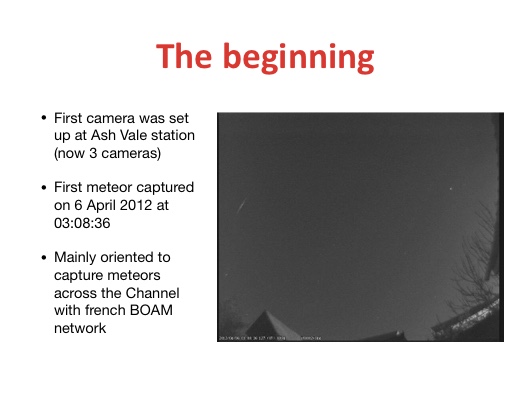 The beginning
• First camera was set
up at Ash Vale station
(now 3 cameras)
• First meteor captured
on 6 April 2012 at
03:08:36
• Mainly oriented to
capture meteors
across the Channel
with french BOAM
network